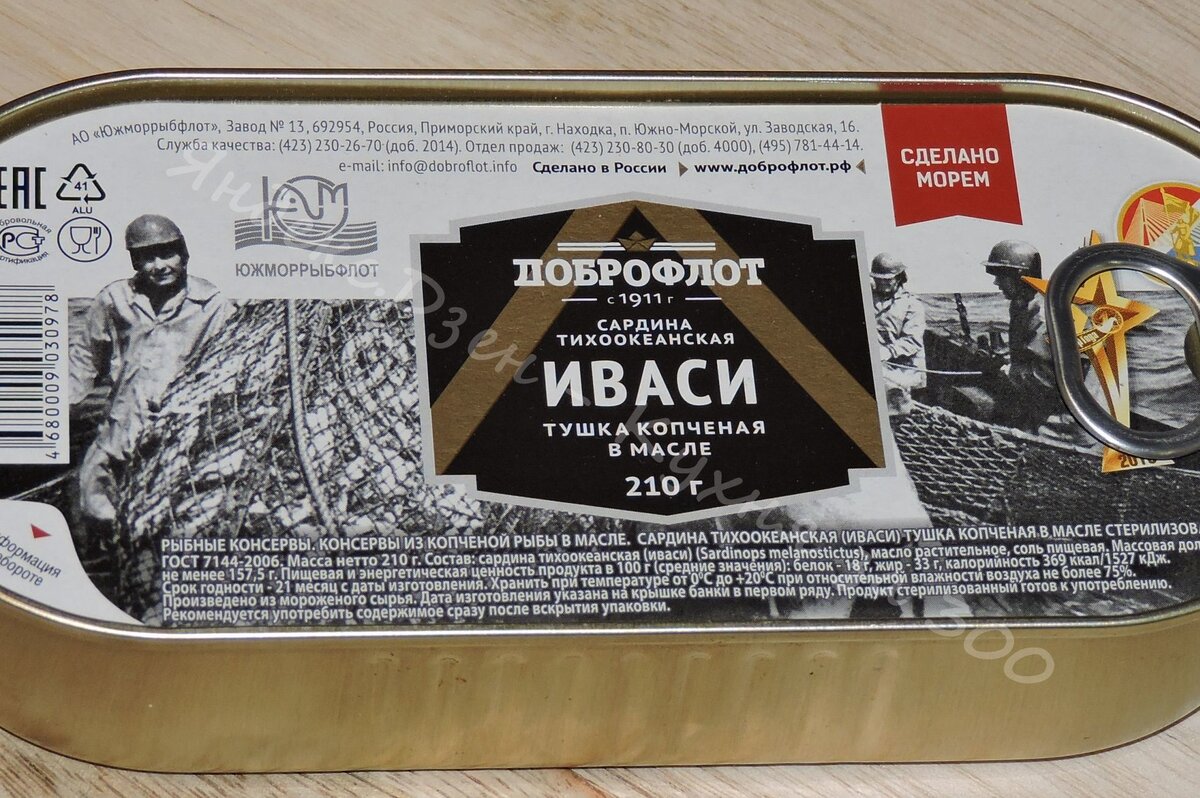 АО «Южморрыбфлот», Завод № 13, 692954, Россия, Приморский край, г. Находка, п. Южно-Морской, ул. Заводская, 16.
Служба качества: (423) 230-26-70 (доб. 2014). Отдел продаж: (423) 230-80-30 (доб. 4000), (495) 781-44-14.
e-mail: info@dobroflot.info Сделано в России www.доброфлот.рф
СДЕЛАНО
МОРЕМ
ЕАС
41
ALU
бровольная
РСТ
ертификация
ЮЖМОРРЫБФЛОТ
ДОБРОФЛОТ
с 1911 г
САРДИНА
ТИХООКЕАНСКАЯ
ИВАСИ
ТУШКА КОПЧЕНАЯ
В МАСЛЕ
210 г
4680009030978
формация
обороте
РЫБНЫЕ КОНСЕРВЫ. КОНСЕРВЫ ИЗ КОПЧЕНОЙ РЫБЫ В МАСЛЕ. САРДИНА ТИХООКЕАНСКАЯ (ИВАСИ) ТУШКА КОПЧЕНАЯ В МАСЛЕ СТЕРИЛИЗОВ
ГОСТ 7144-2006. Масса нетто 210 г. Состав: сардина тихоокеанская (иваси) (Sardinops melanostictus), масло растительное, соль пищевая. Массовая дол
не менее 157,5 г. Пищевая и энергетическая ценность продукта в 100 г (средние значения): белок - 18 г, жир - 33 г, калорийность 369 ккал/1527 кДж.
Срок годности - 21 месяц с даты изготовления. Хранить при температуре от 0°С до +20°С при относительной влажности воздуха не более 75%.
Произведено из мороженого сырья. Дата изготовления указана на крышке банки в первом ряду. Продукт стерилизованный готов к употреблению.
Рекомендуется употребить содержимое сразу после вскрытия упаковки.